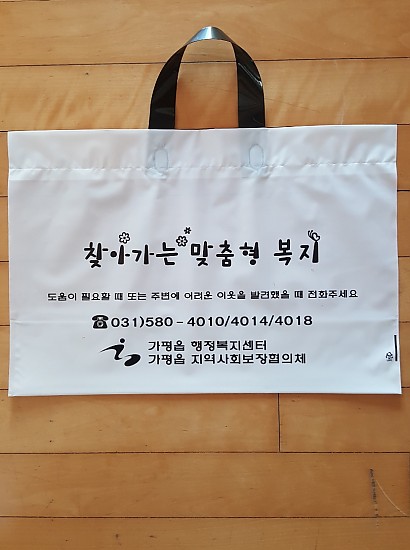 찾아가는 맞춤형 복지
도움이 필요할 때 또는 주변에 어려운 이웃을 발견했을 때 전화주세요
☎031)580-4010/4014/4018
가평읍 행정복지센터
가평읍 지역사회보장협의체